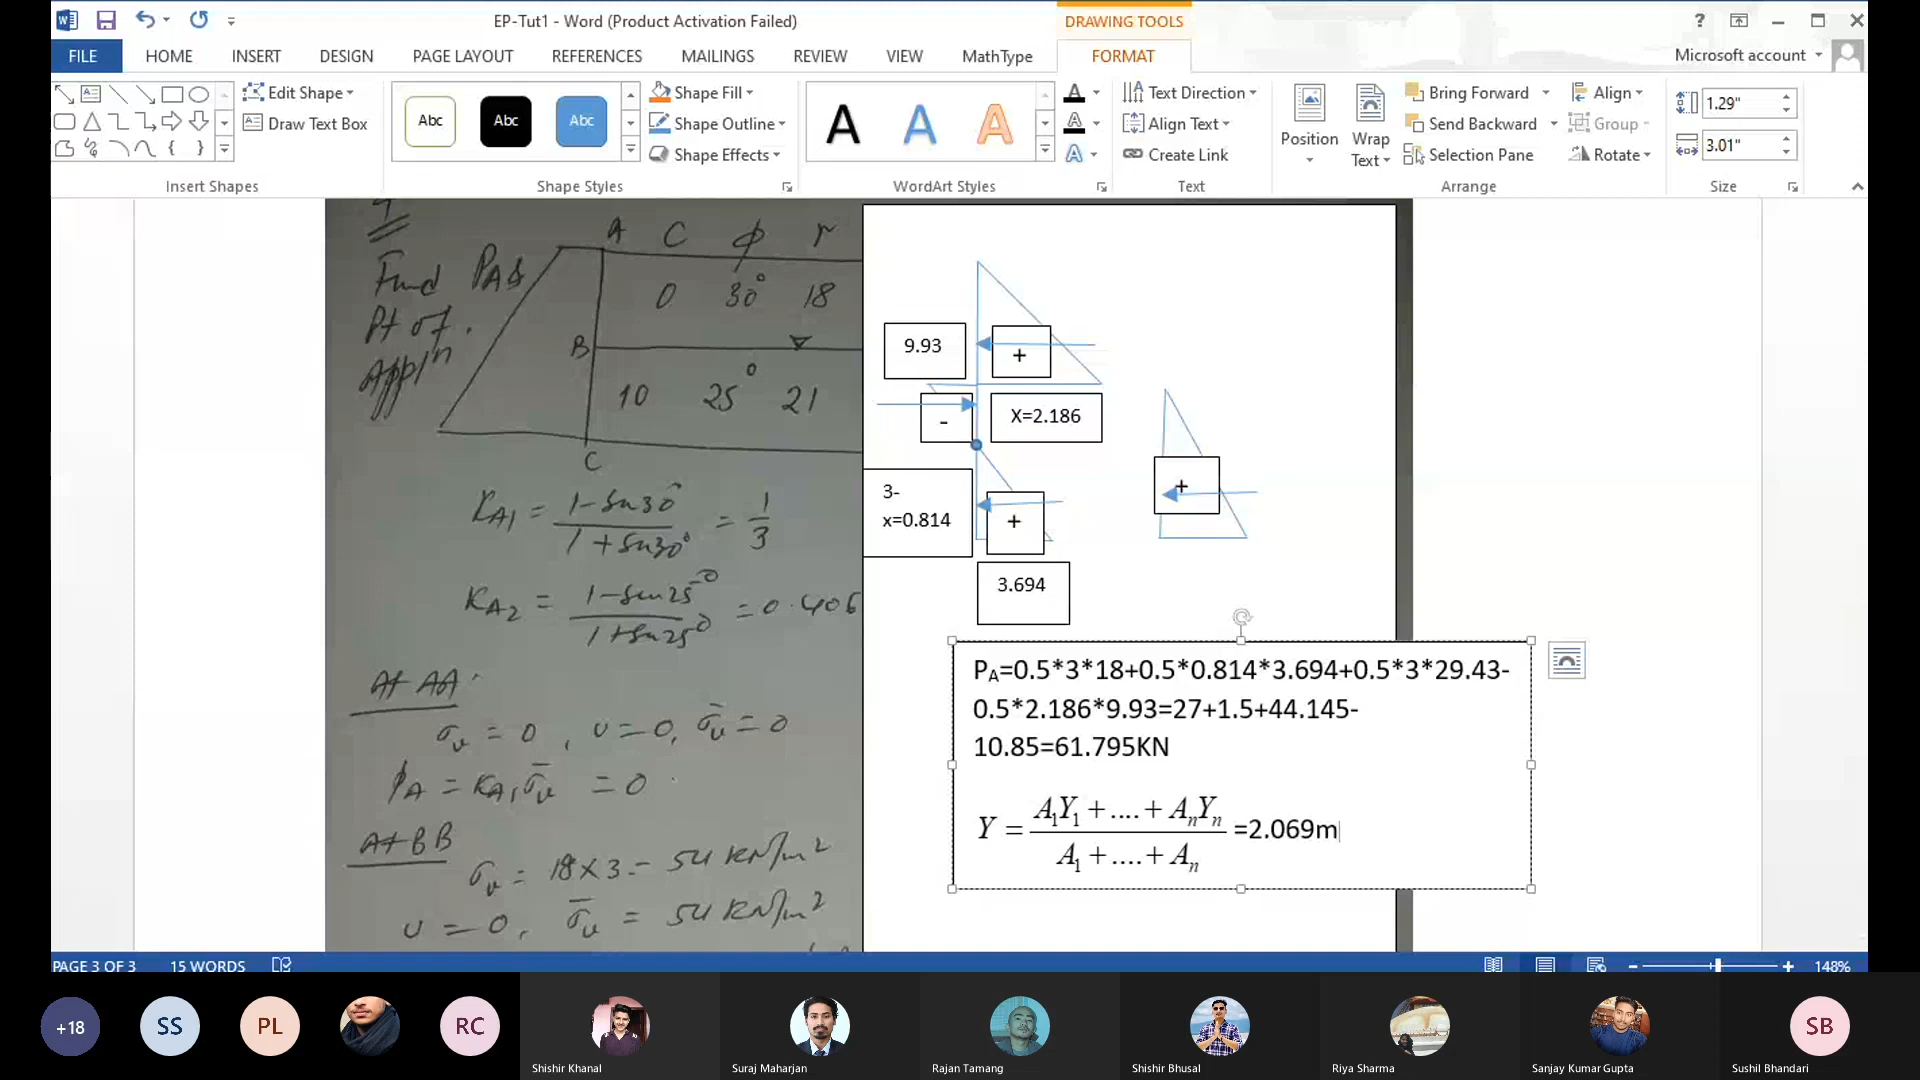 EP-Tut1 - Word (Product Activation Failed)
DRAWING TOOLS
?
FILE
HOME
INSERT
DESIGN
PAGE LAYOUT
REFERENCES
MAILINGS
REVIEW
VIEW
MathType
FORMAT
Microsoft account
Edit Shape
Draw Text Box
Insert Shapes
Abc
Abc
Abc
Shape Fill
Shape Outline
Shape Effects
Shape Styles
A
A
A
WordArt Styles
Text Direction
Align Text
Create Link
Text
Position
Wrap Text
Bring Forward
Send Backward
Selection Pane
Align
Group
Rotate
Arrange
1.29"
3.01"
Size
A C ϕ γ
Find PA &
Pt of.
Appln
0 30° 18
B
10 25° 21
C
KA1 = 1-Sin30° / 1+Sin30° = 1/3
KA2 = 1-Sin25° / 1+Sin25° = 0.406
At AA
σv = 0, u=0, σ̄v = 0
pA = KA1 σ̄v = 0
At BB
σv = 18×3 = 54 KN/m²
u = 0, σ̄v = 54 KN/m²
9.93
+
-
X=2.186
3-
x=0.814
+
3.694
+
PA=0.5*3*18+0.5*0.814*3.694+0.5*3*29.43-
0.5*2.186*9.93=27+1.5+44.145-
10.85=61.795KN
Y = A1Y1 +....+ AnYn / A1 +....+ An =2.069m
PAGE 3 OF 3
15 WORDS
148%
+18
SS
PL
RC
SB
Shishir Khanal
Suraj Maharjan
Rajan Tamang
Shishir Bhusal
Riya Sharma
Sanjay Kumar Gupta
Sushil Bhandari